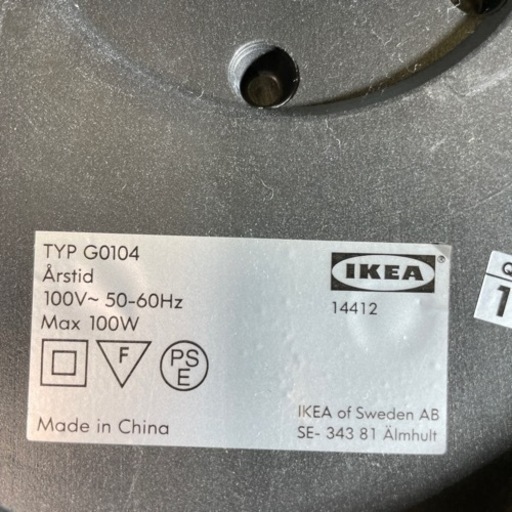 TYP G0104
Årstid
100V~ 50-60Hz
Max 100W
F
PS
E
Made in China
IKEA®
14412
IKEA of Sweden AB
SE- 343 81 Älmhult
Q
1